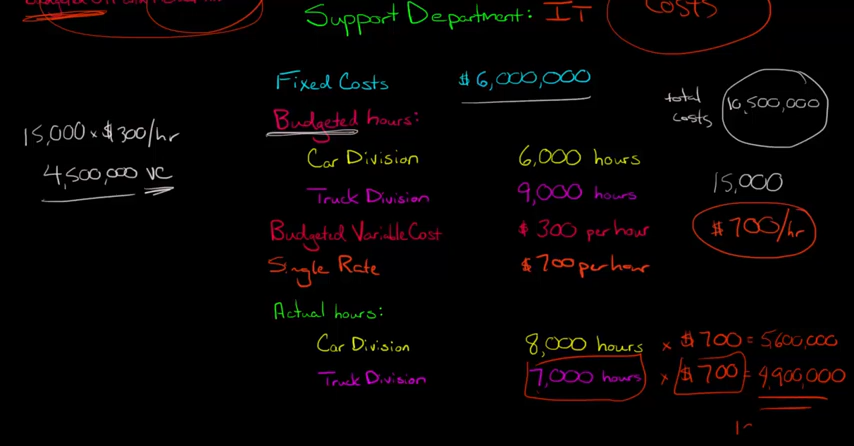 Support Department: IT
Costs
Fixed Costs $6,000,000
total costs 10,500,000
Budgeted hours:
15,000 x $300/hr
4,500,000 VC
Car Division 6,000 hours
Truck Division 9,000 hours
15,000
$700/hr
Budgeted Variable Cost $300 per hour
Single Rate $700 per hour
Actual hours:
Car Division 8,000 hours x $700 = 5600,000
Truck Division 7,000 hours x $700 = 4,900,000